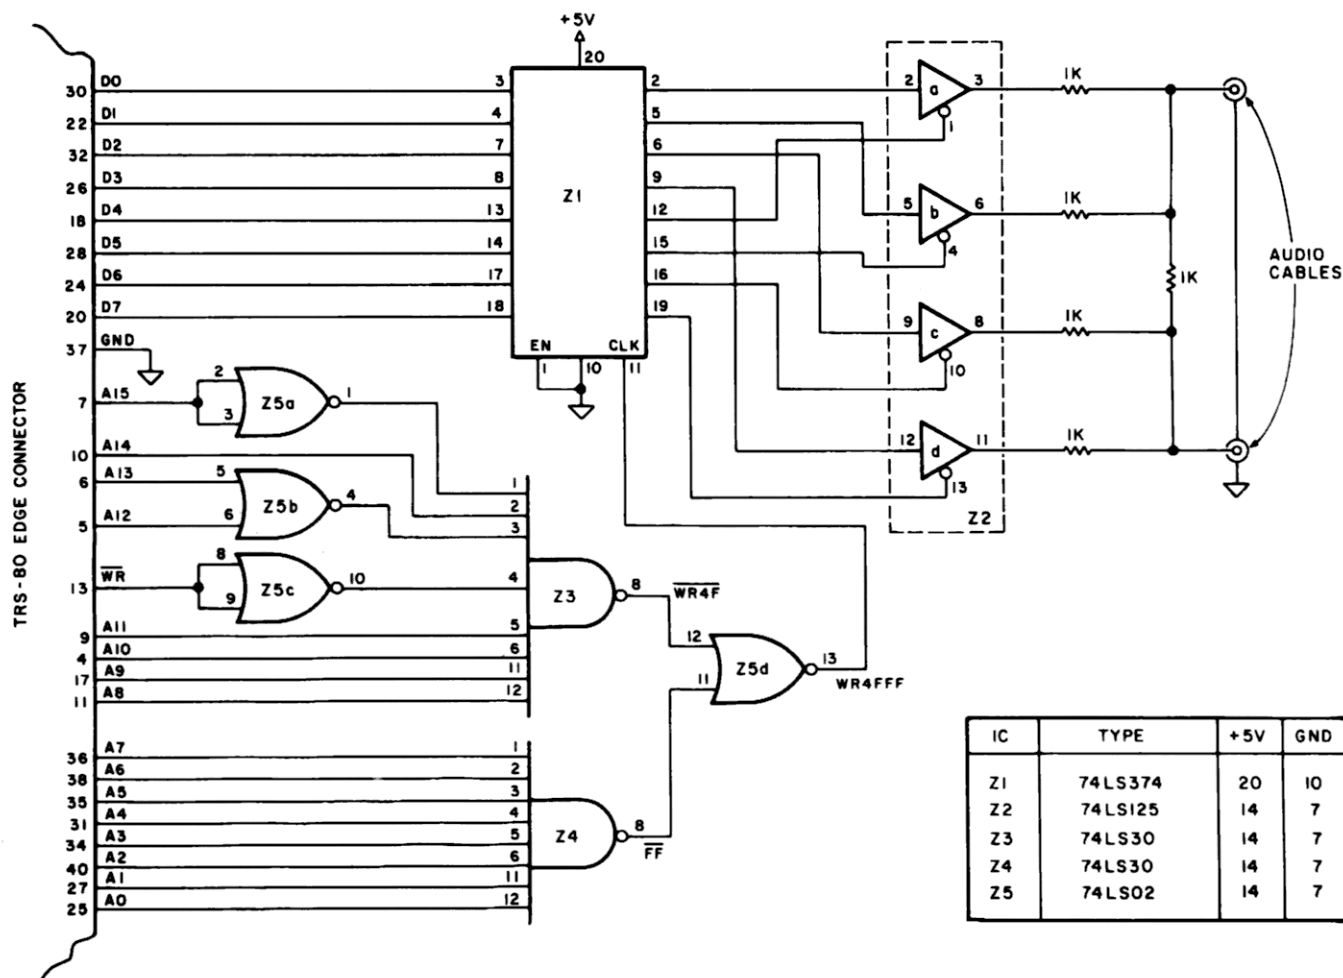 TRS-80 EDGE CONNECTOR
+5V
20
30 D0 3
22 D1 4
32 D2 7
26 D3 8
18 D4 13
28 D5 14
24 D6 17
20 D7 18
37 GND
Z1
EN
CLK
1
10
11
2
5
6
9
12
15
16
19
2 a 3
1
5 b 6
4
9 c 8
10
12 d 11
13
Z2
1K
1K
1K
1K
1K
AUDIO
CABLES
7 A15
2
3
Z5a
1
10 A14
6 A13
5
5 A12
6
Z5b
4
13 WR
8
9
Z5c
10
9 A11
4 A10
17 A9
11 A8
1
2
3
4
5
6
11
12
Z3
8
WR4F
36 A7 1
38 A6 2
35 A5 3
31 A4 4
34 A3 5
40 A2 6
27 A1 11
25 A0 12
Z4
8
FF
12
11
Z5d
13
WR4FFF
IC TYPE +5V GND
Z1 74LS374 20 10
Z2 74LS125 14 7
Z3 74LS30 14 7
Z4 74LS30 14 7
Z5 74LS02 14 7